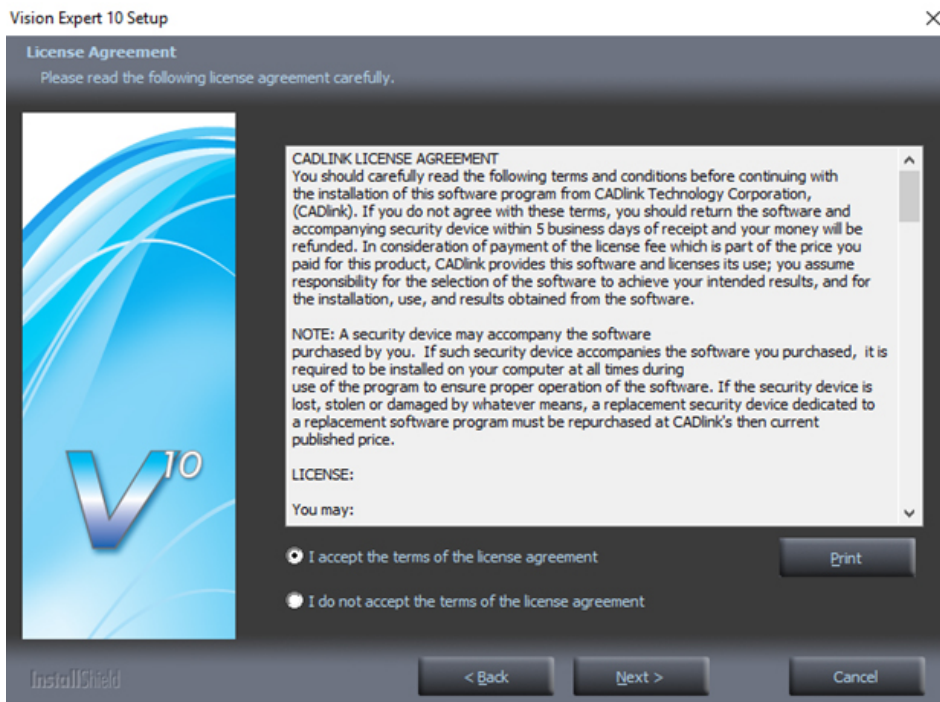 Vision Expert 10 Setup
License Agreement
Please read the following license agreement carefully.
CADLINK LICENSE AGREEMENT
You should carefully read the following terms and conditions before continuing with
the installation of this software program from CADlink Technology Corporation,
(CADlink). If you do not agree with these terms, you should return the software and
accompanying security device within 5 business days of receipt and your money will be
refunded. In consideration of payment of the license fee which is part of the price you
paid for this product, CADlink provides this software and licenses its use; you assume
responsibility for the selection of the software to achieve your intended results, and for
the installation, use, and results obtained from the software.
NOTE: A security device may accompany the software
purchased by you. If such security device accompanies the software you purchased, it is
required to be installed on your computer at all times during
use of the program to ensure proper operation of the software. If the security device is
lost, stolen or damaged by whatever means, a replacement security device dedicated to
a replacement software program must be repurchased at CADlink's then current
published price.
LICENSE:
You may:
V10
I accept the terms of the license agreement
Print
I do not accept the terms of the license agreement
InstallShield
< Back
Next >
Cancel